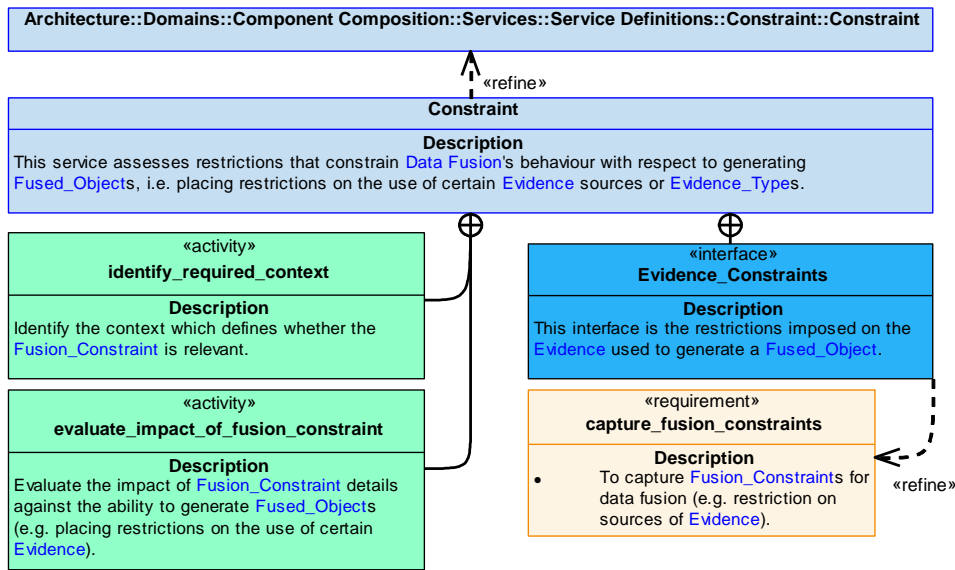 Architecture::Domains::Component Composition::Services::Service Definitions::Constraint::Constraint
«refine»
Constraint
Description
This service assesses restrictions that constrain Data Fusion's behaviour with respect to generating
Fused_Objects, i.e. placing restrictions on the use of certain Evidence sources or Evidence_Types.
«activity»
identify_required_context
Description
Identify the context which defines whether the
Fusion_Constraint is relevant.
«interface»
Evidence_Constraints
Description
This interface is the restrictions imposed on the
Evidence used to generate a Fused_Object.
«activity»
evaluate_impact_of_fusion_constraint
Description
Evaluate the impact of Fusion_Constraint details
against the ability to generate Fused_Objects
(e.g. placing restrictions on the use of certain
Evidence).
«requirement»
capture_fusion_constraints
Description
• To capture Fusion_Constraints for
data fusion (e.g. restriction on
sources of Evidence).
«refine»